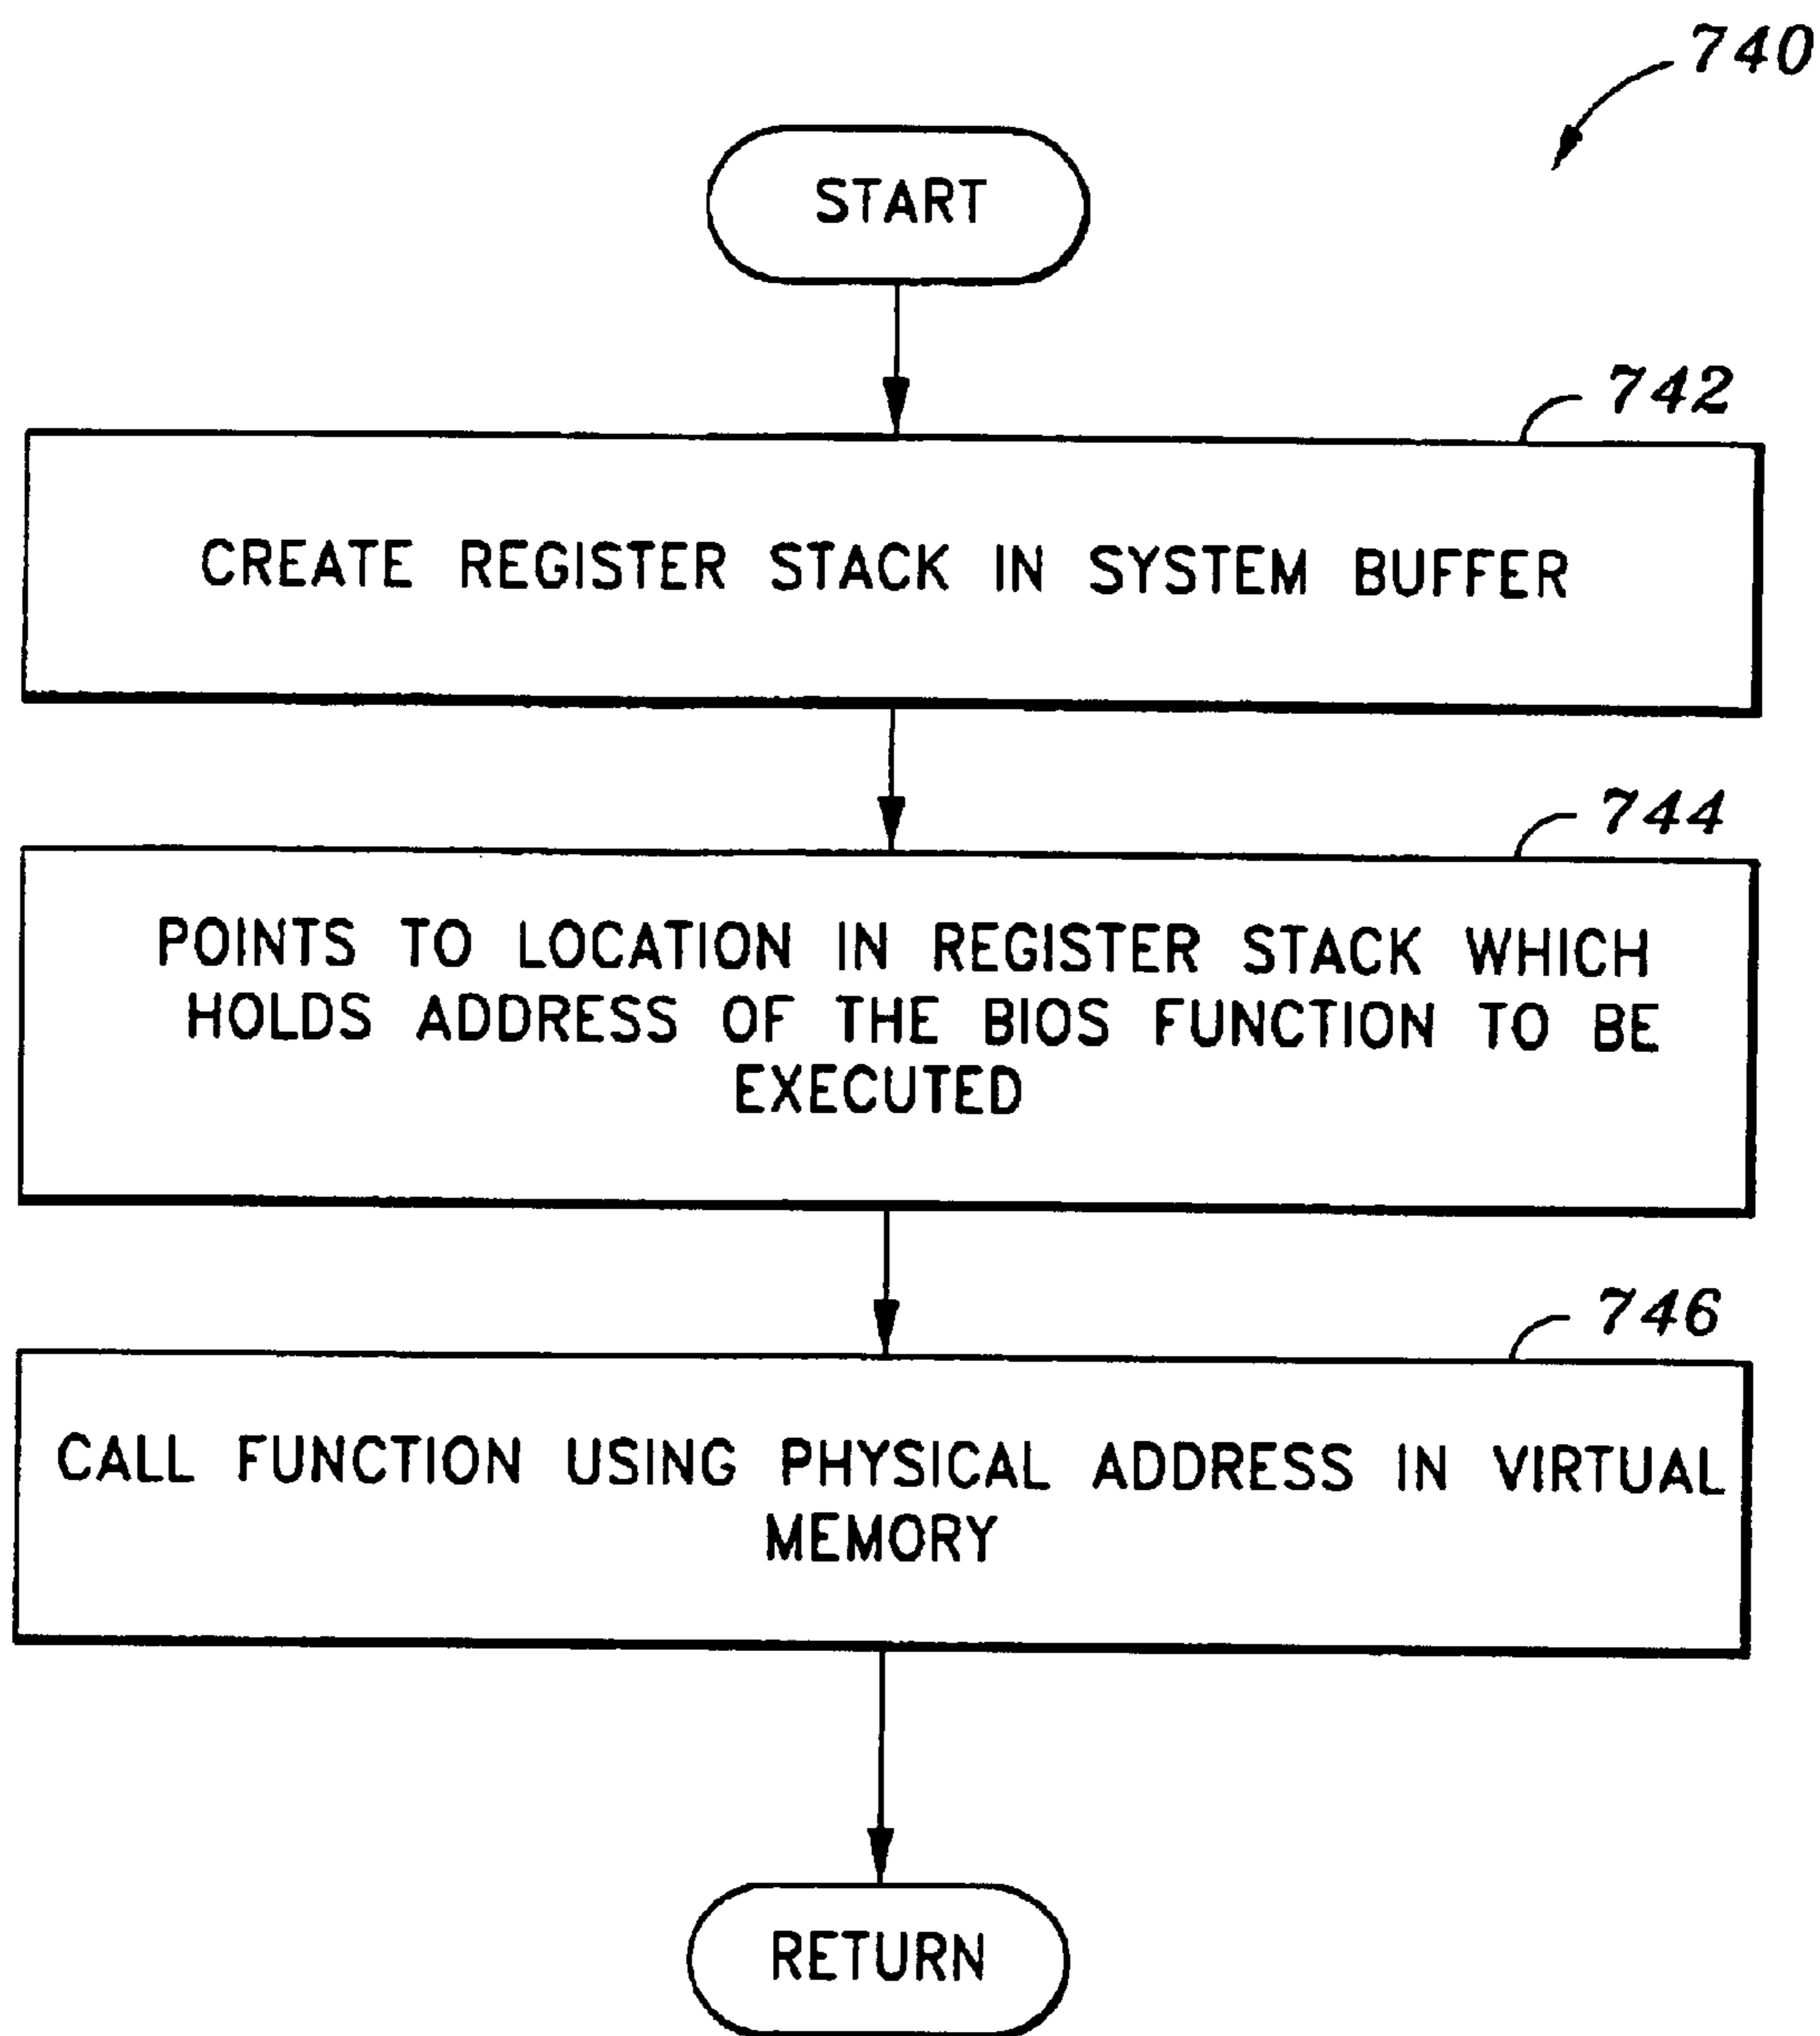 740
START
742
CREATE REGISTER STACK IN SYSTEM BUFFER
744
POINTS TO LOCATION IN REGISTER STACK WHICH
HOLDS ADDRESS OF THE BIOS FUNCTION TO BE
EXECUTED
746
CALL FUNCTION USING PHYSICAL ADDRESS IN VIRTUAL
MEMORY
RETURN